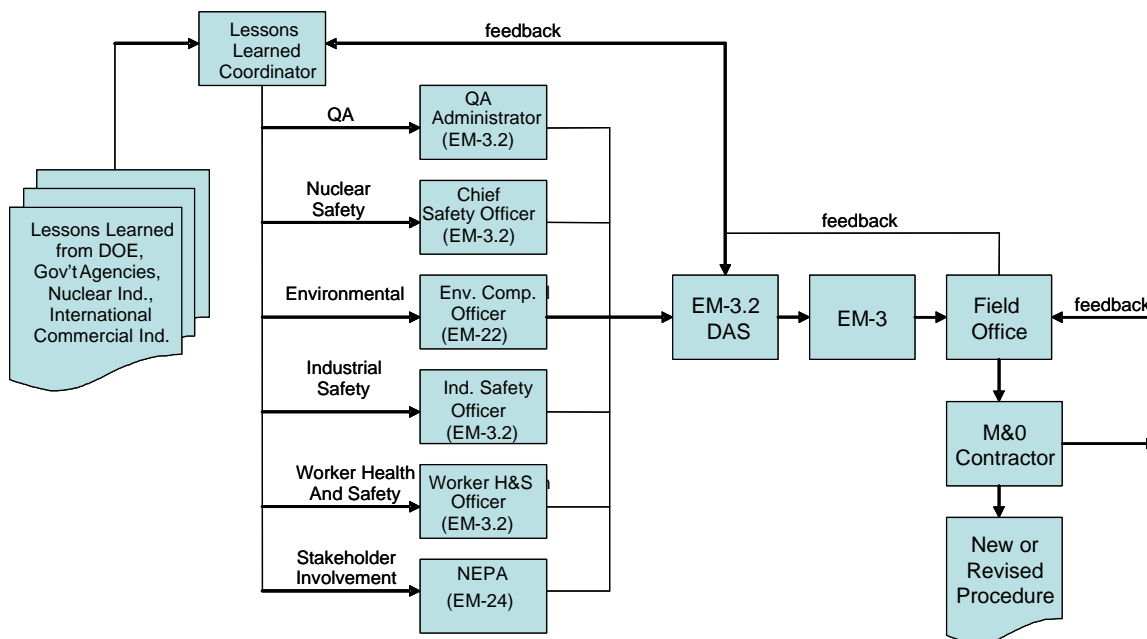 Lessons
Learned
Coordinator
feedback
QA
QA
Administrator
(EM-3.2)
Nuclear
Safety
Chief
Safety Officer
(EM-3.2)
Lessons Learned
from DOE,
Gov't Agencies,
Nuclear Ind.,
International
Commercial Ind.
Environmental
Env. Comp.
Officer
(EM-22)
Industrial
Safety
Ind. Safety
Officer
(EM-3.2)
Worker Health
And Safety
Worker H&S
Officer
(EM-3.2)
Stakeholder
Involvement
NEPA
(EM-24)
feedback
EM-3.2
DAS
EM-3
Field
Office
feedback
M&0
Contractor
New or
Revised
Procedure